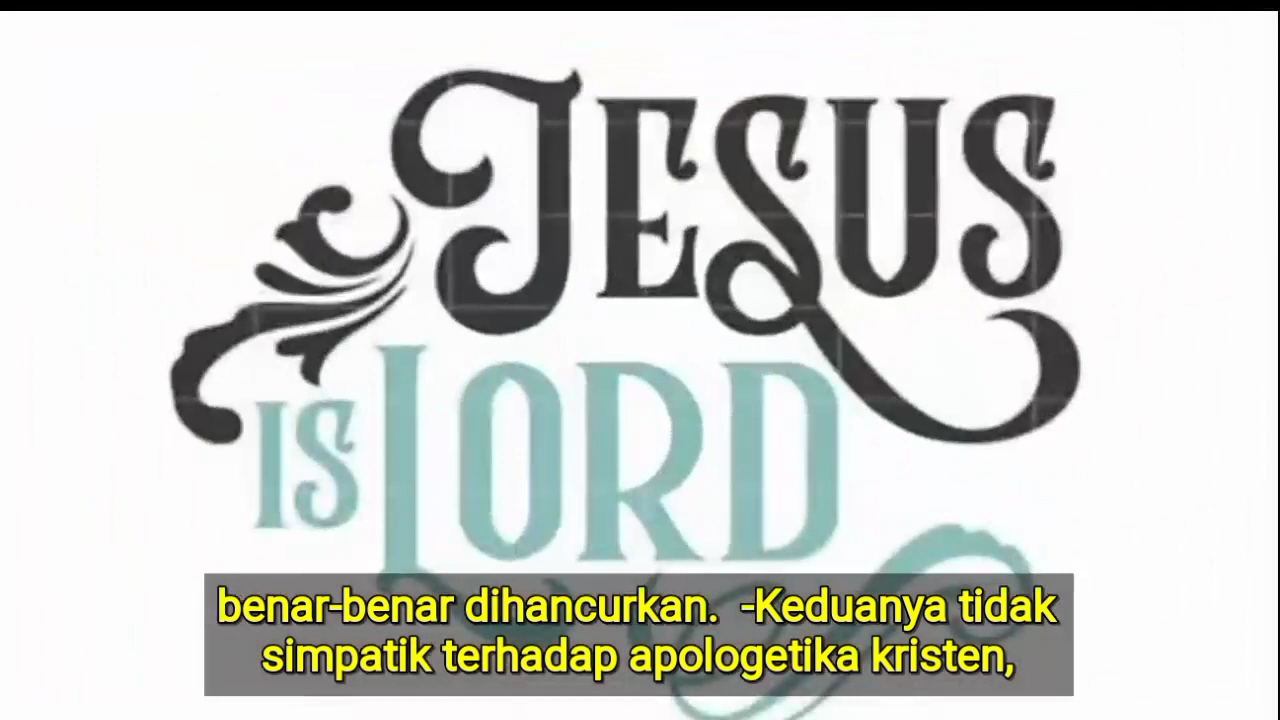 JESUS
IS LORD
benar-benar dihancurkan.  -Keduanya tidak
simpatik terhadap apologetika kristen,